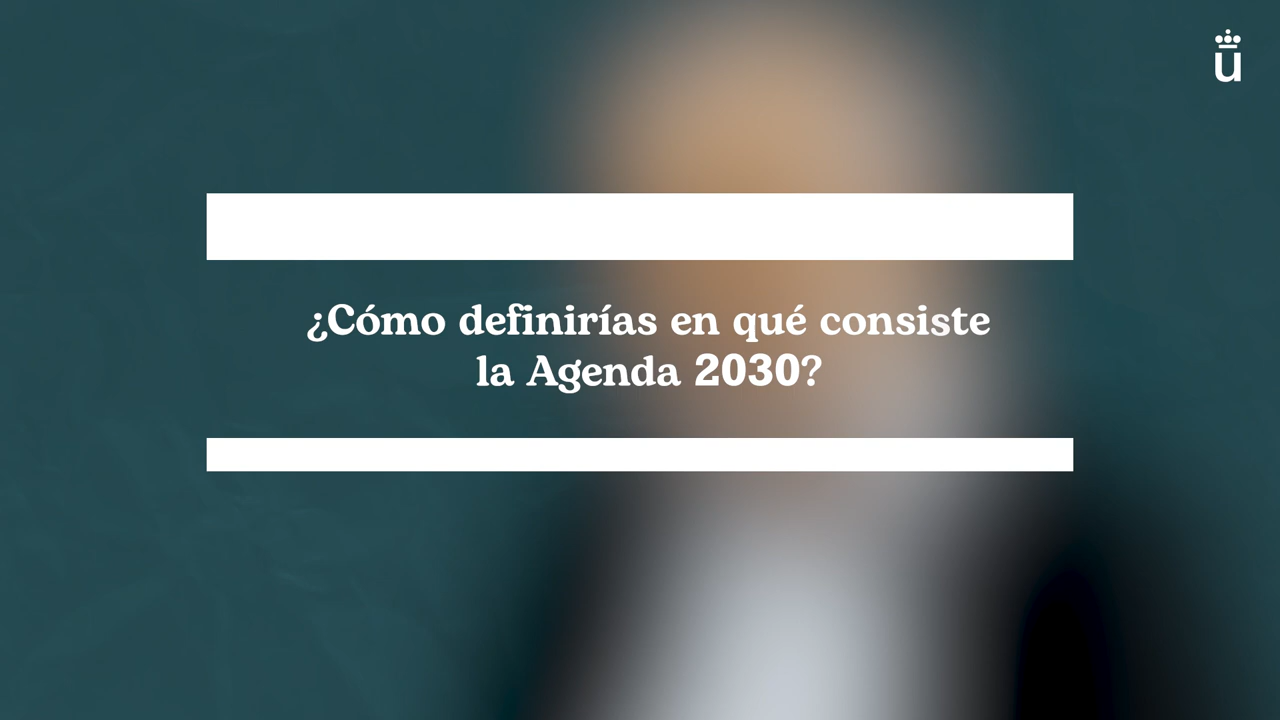 ¿Cómo definirías en qué consiste
la Agenda 2030?